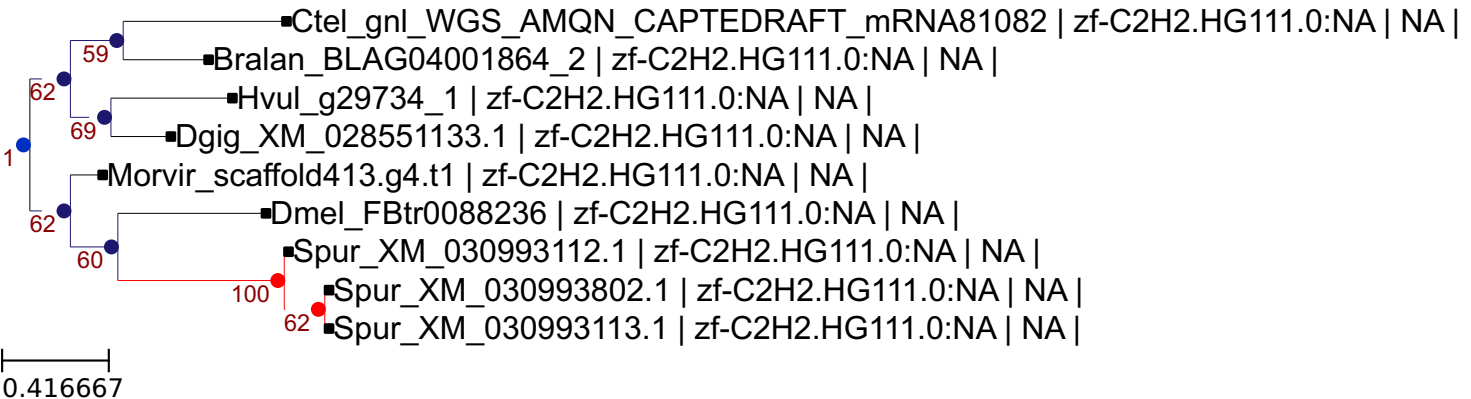 Ctel_gnl_WGS_AMQN_CAPTEDRAFT_mRNA81082 | zf-C2H2.HG111.0:NA | NA |
59
Bralan_BLAG04001864_2 | zf-C2H2.HG111.0:NA | NA |
62
Hvul_g29734_1 | zf-C2H2.HG111.0:NA | NA |
69
Dgig_XM_028551133.1 | zf-C2H2.HG111.0:NA | NA |
1
Morvir_scaffold413.g4.t1 | zf-C2H2.HG111.0:NA | NA |
62
Dmel_FBtr0088236 | zf-C2H2.HG111.0:NA | NA |
60
Spur_XM_030993112.1 | zf-C2H2.HG111.0:NA | NA |
100
Spur_XM_030993802.1 | zf-C2H2.HG111.0:NA | NA |
62
Spur_XM_030993113.1 | zf-C2H2.HG111.0:NA | NA |
0.416667